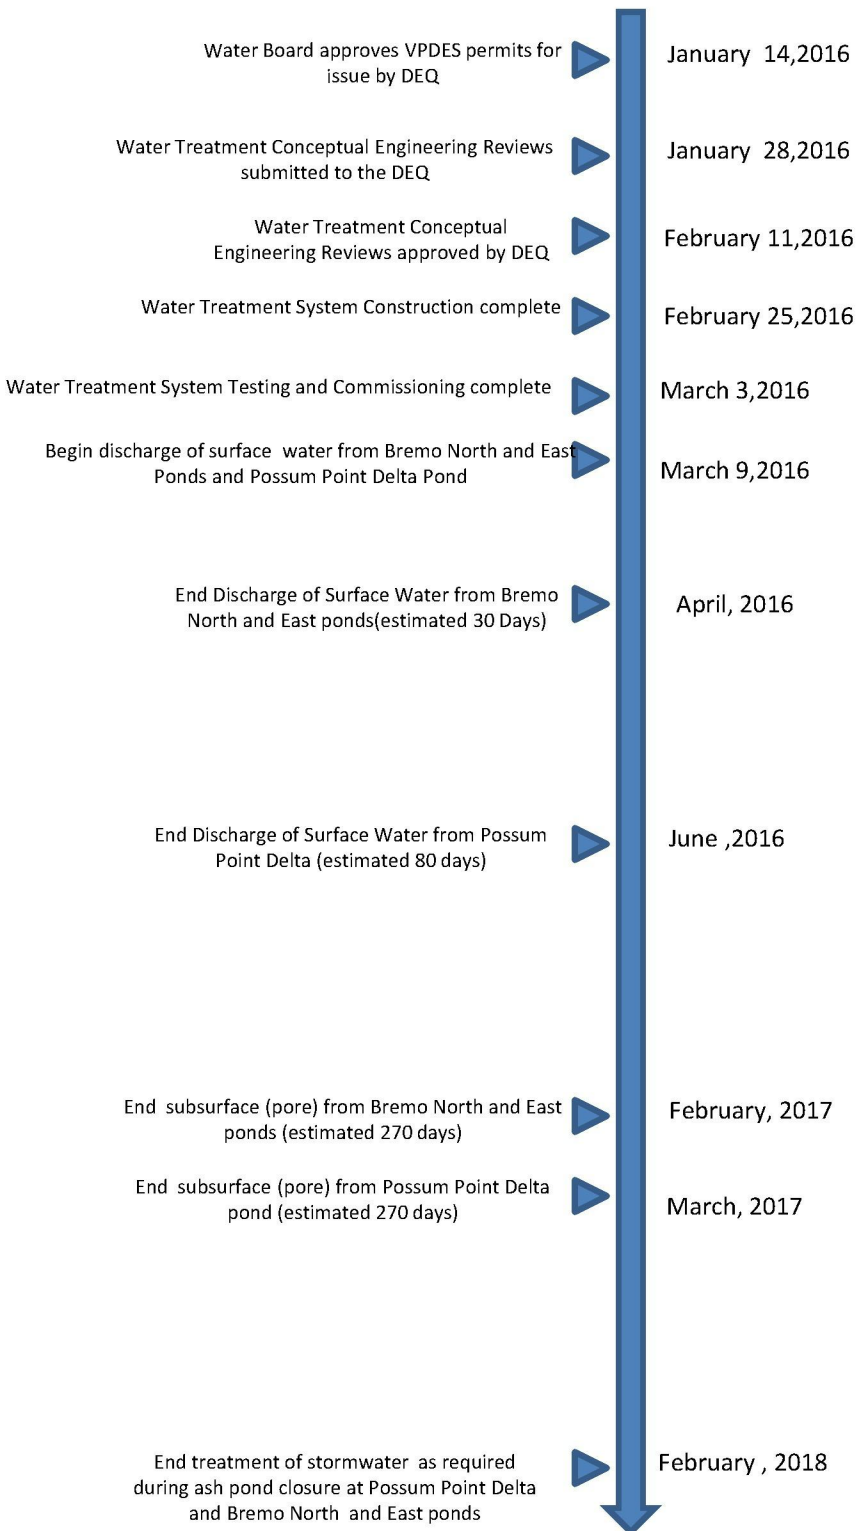 Water Board approves VPDES permits for
issue by DEQ
January 14,2016
Water Treatment Conceptual Engineering Reviews
submitted to the DEQ
January 28,2016
Water Treatment Conceptual
Engineering Reviews approved by DEQ
February 11,2016
Water Treatment System Construction complete
February 25,2016
Water Treatment System Testing and Commissioning complete
March 3,2016
Begin discharge of surface water from Bremo North and East
Ponds and Possum Point Delta Pond
March 9,2016
End Discharge of Surface Water from Bremo
North and East ponds(estimated 30 Days)
April, 2016
End Discharge of Surface Water from Possum
Point Delta (estimated 80 days)
June ,2016
End subsurface (pore) from Bremo North and East
ponds (estimated 270 days)
February, 2017
End subsurface (pore) from Possum Point Delta
pond (estimated 270 days)
March, 2017
End treatment of stormwater as required
during ash pond closure at Possum Point Delta
and Bremo North and East ponds
February , 2018